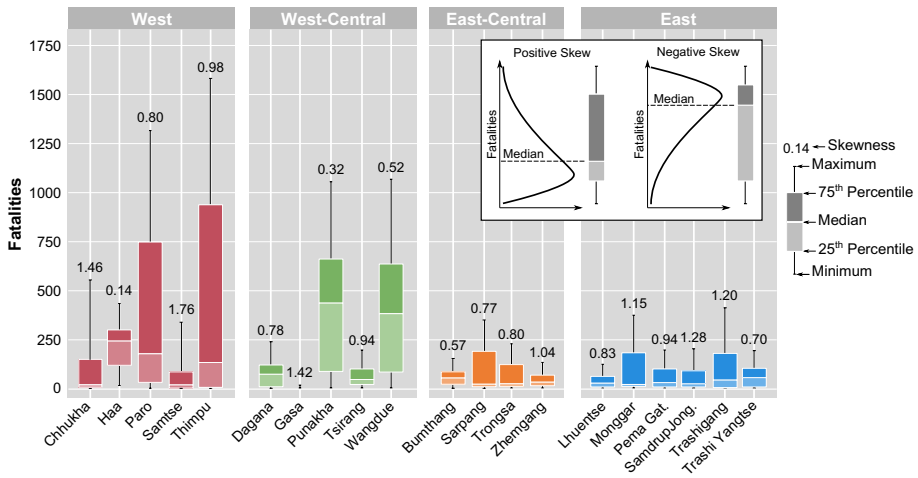 West
West-Central
East-Central
East
Fatalities
1750
1500
1250
1000
750
500
250
0
1.46
0.14
0.80
1.76
0.98
0.78
1.42
0.32
0.94
0.52
0.57
0.77
0.80
1.04
0.83
1.15
0.94
1.28
1.20
0.70
Chhukha
Haa
Paro
Samtse
Thimpu
Dagana
Gasa
Punakha
Tsirang
Wangdue
Bumthang
Sarpang
Trongsa
Zhemgang
Lhuentse
Monggar
Pema Gat.
SamdrupJong.
Trashigang
Trashi Yangtse
Positive Skew
Fatalities
Median
Negative Skew
Fatalities
Median
0.14 Skewness
Maximum
75th Percentile
Median
25th Percentile
Minimum